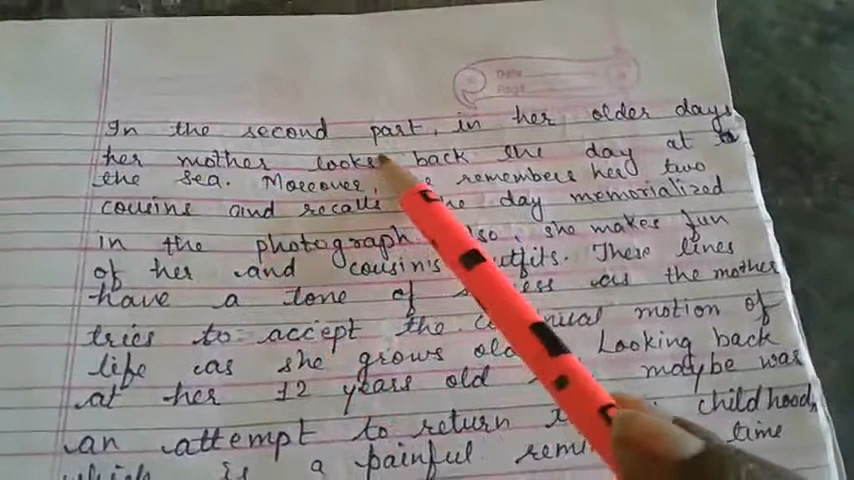 Date
Page
In the second part, in her older days
her mother looks back the day at
the sea. Moreover, remembers her two
cousins and recalls the day memorialized
in the photograph. Also, she makes fun
of her and cousin's outfits. These lines
have a tone of as the mother
tries to accept the motion of
life as she grows old. Looking back
at her 12 years old maybe was
an attempt to return childhood,
which is a painful time